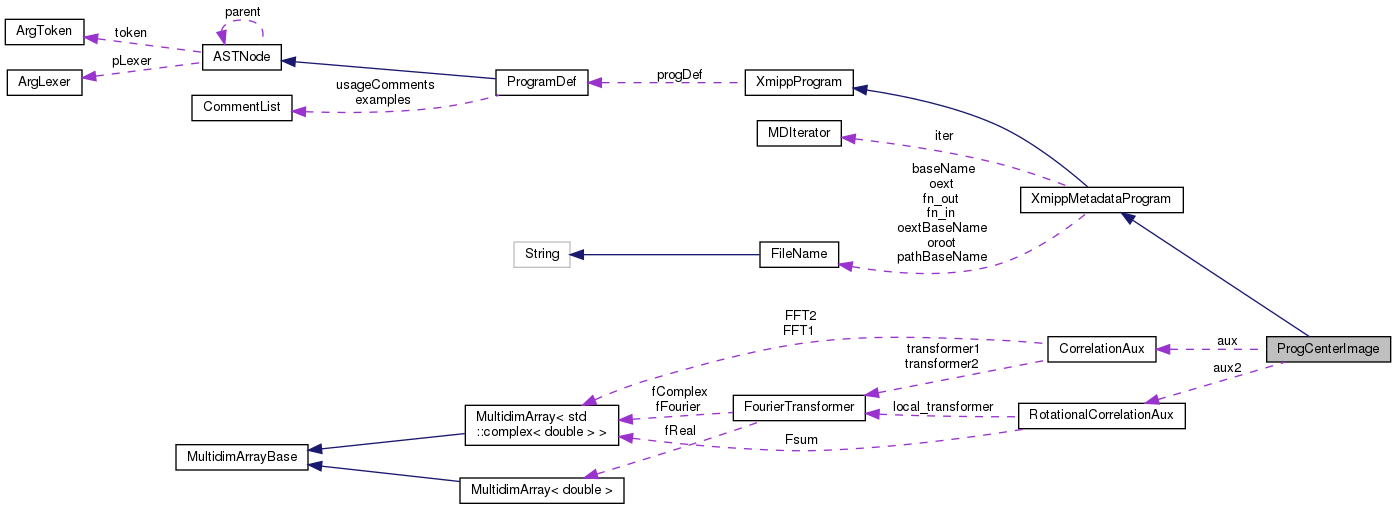 parent
ArgToken
token
ASTNode
pLexer
ArgLexer
usageComments
examples
CommentList
ProgramDef
progDef
XmippProgram
MDIterator
iter
baseName
oext
fn_out
fn_in
oextBaseName
oroot
pathBaseName
XmippMetadataProgram
String
FileName
FFT2
FFT1
CorrelationAux
aux
ProgCenterImage
transformer1
transformer2
aux2
fComplex
fFourier
FourierTransformer
local_transformer
RotationalCorrelationAux
MultidimArray< std
::complex< double > >
fReal
Fsum
MultidimArrayBase
MultidimArray< double >